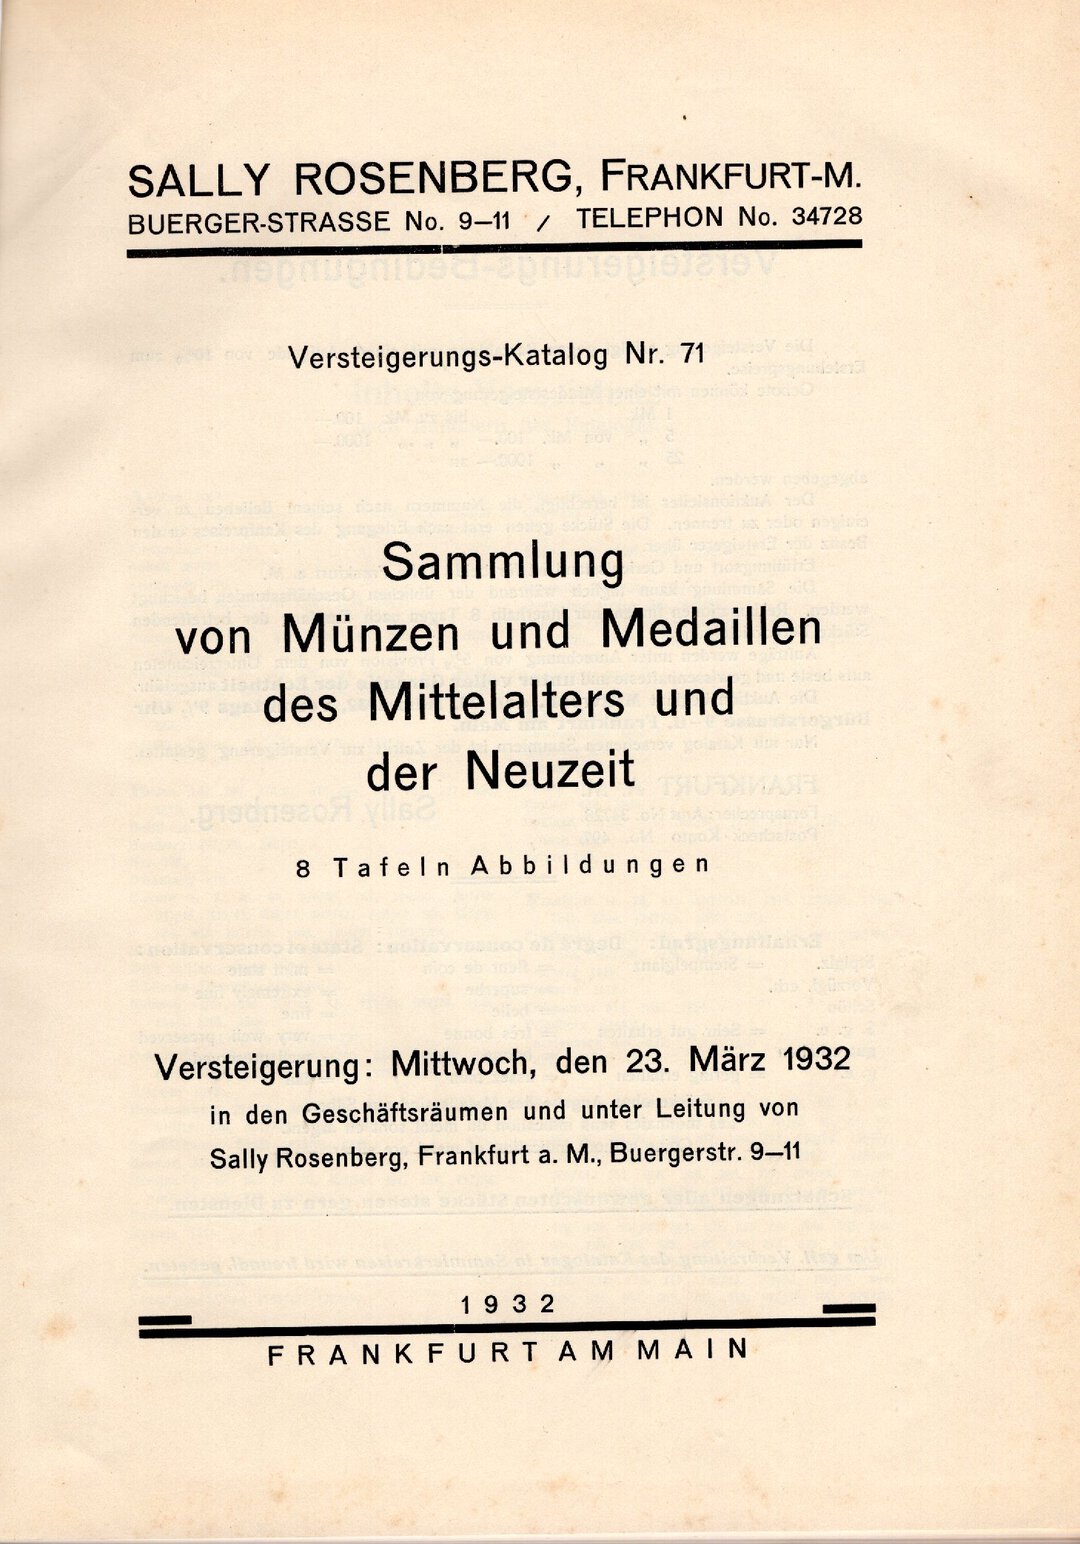 SALLY ROSENBERG, FRANKFURT-M.
BUERGER-STRASSE No. 9–11 / TELEPHON No. 34728
Versteigerungs-Katalog Nr. 71
Sammlung
von Münzen und Medaillen
des Mittelalters und
der Neuzeit
8 Tafeln Abbildungen
Versteigerung: Mittwoch, den 23. März 1932
in den Geschäftsräumen und unter Leitung von
Sally Rosenberg, Frankfurt a. M., Buergerstr. 9–11
1932
FRANKFURT AM MAIN